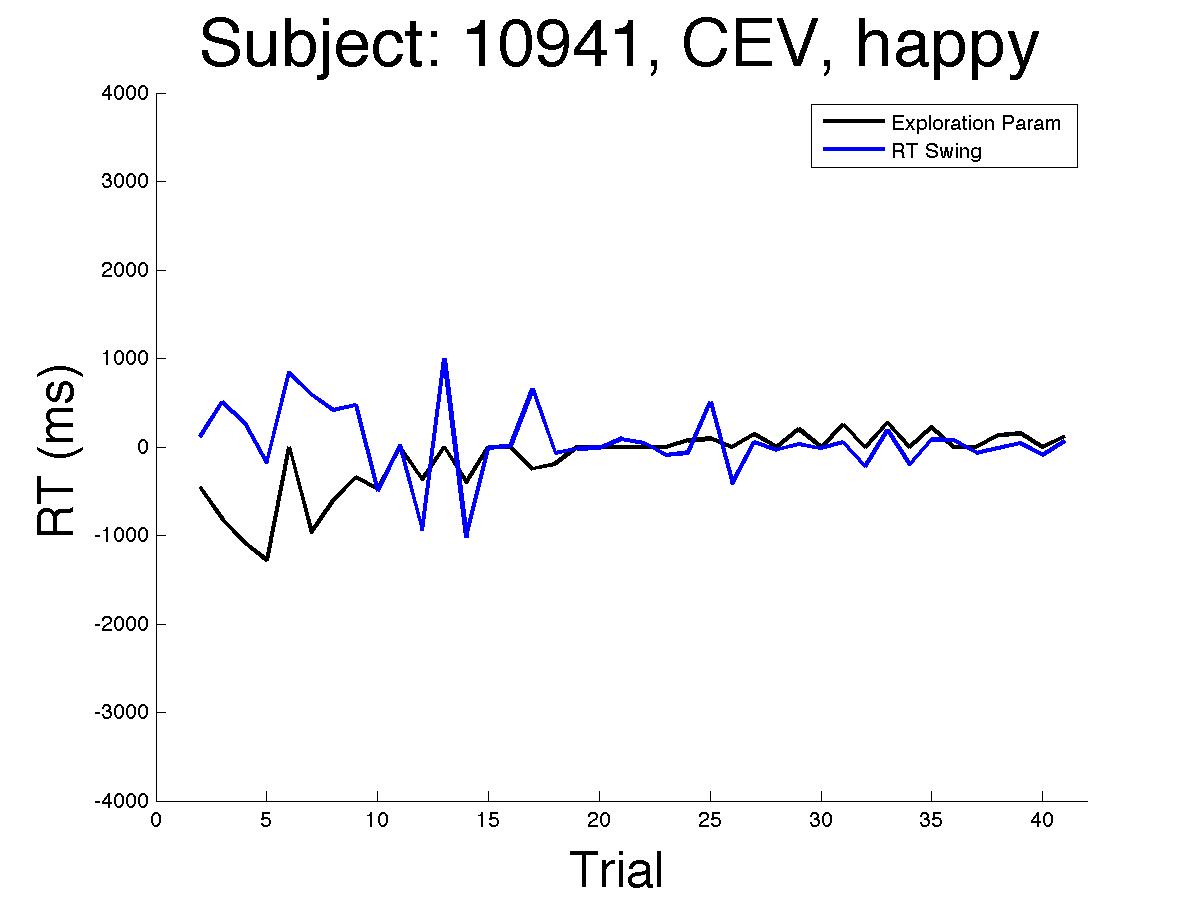 Subject: 10941, CEV, happy
Exploration Param
RT Swing
4000
3000
2000
1000
0
-1000
-2000
-3000
-4000
RT (ms)
0 5 10 15 20 25 30 35 40
Trial